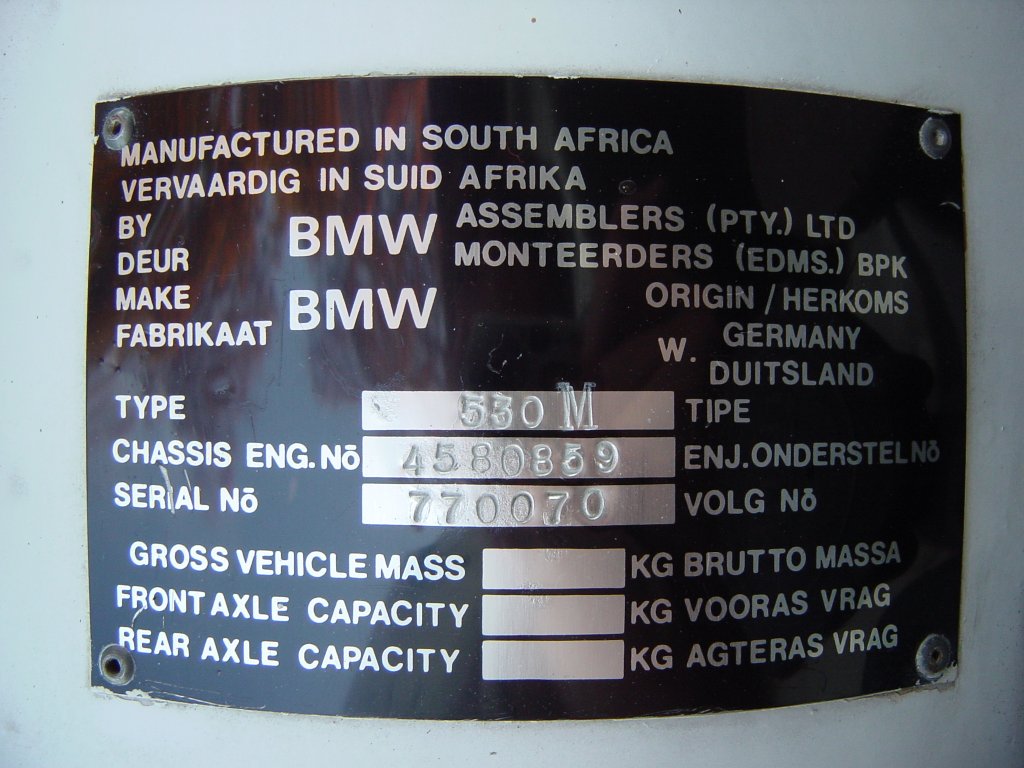 MANUFACTURED IN SOUTH AFRICA
VERVAARDIG IN SUID AFRIKA
BY BMW ASSEMBLERS (PTY.) LTD
DEUR MONTEERDERS (EDMS.) BPK
MAKE BMW ORIGIN/HERKOMS
FABRIKAAT W. GERMANY
DUITSLAND
TYPE 530 M TIPE
CHASSIS ENG. Nō 4580859 ENJ. ONDERSTEL Nō
SERIAL Nō 770070 VOLG Nō
GROSS VEHICLE MASS KG BRUTTO MASSA
FRONT AXLE CAPACITY KG VOORAS VRAG
REAR AXLE CAPACITY KG AGTERAS VRAG